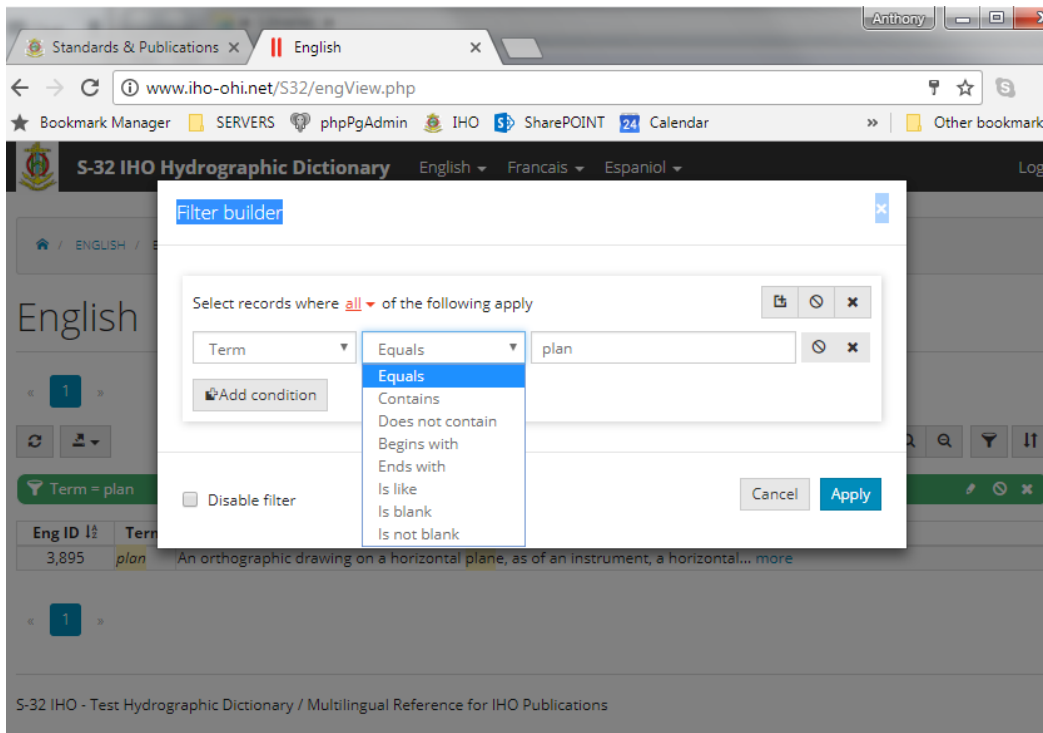 Anthony
Standards & Publications
English
www.iho-ohi.net/S32/engView.php
Bookmark Manager SERVERS phpPgAdmin IHO SharePOINT 24 Calendar » Other bookmark
S-32 IHO Hydrographic Dictionary English Francais Espaniol Log
Filter builder
/ ENGLISH / E
Select records where all of the following apply
English
Term Equals plan
Equals
Contains
Does not contain
Begins with
Ends with
Is like
Is blank
Is not blank
Add condition
« 1 »
Term = plan
Disable filter
Cancel Apply
Eng ID Term
3,895 plan An orthographic drawing on a horizontal plane, as of an instrument, a horizontal... more
« 1 »
S-32 IHO - Test Hydrographic Dictionary / Multilingual Reference for IHO Publications